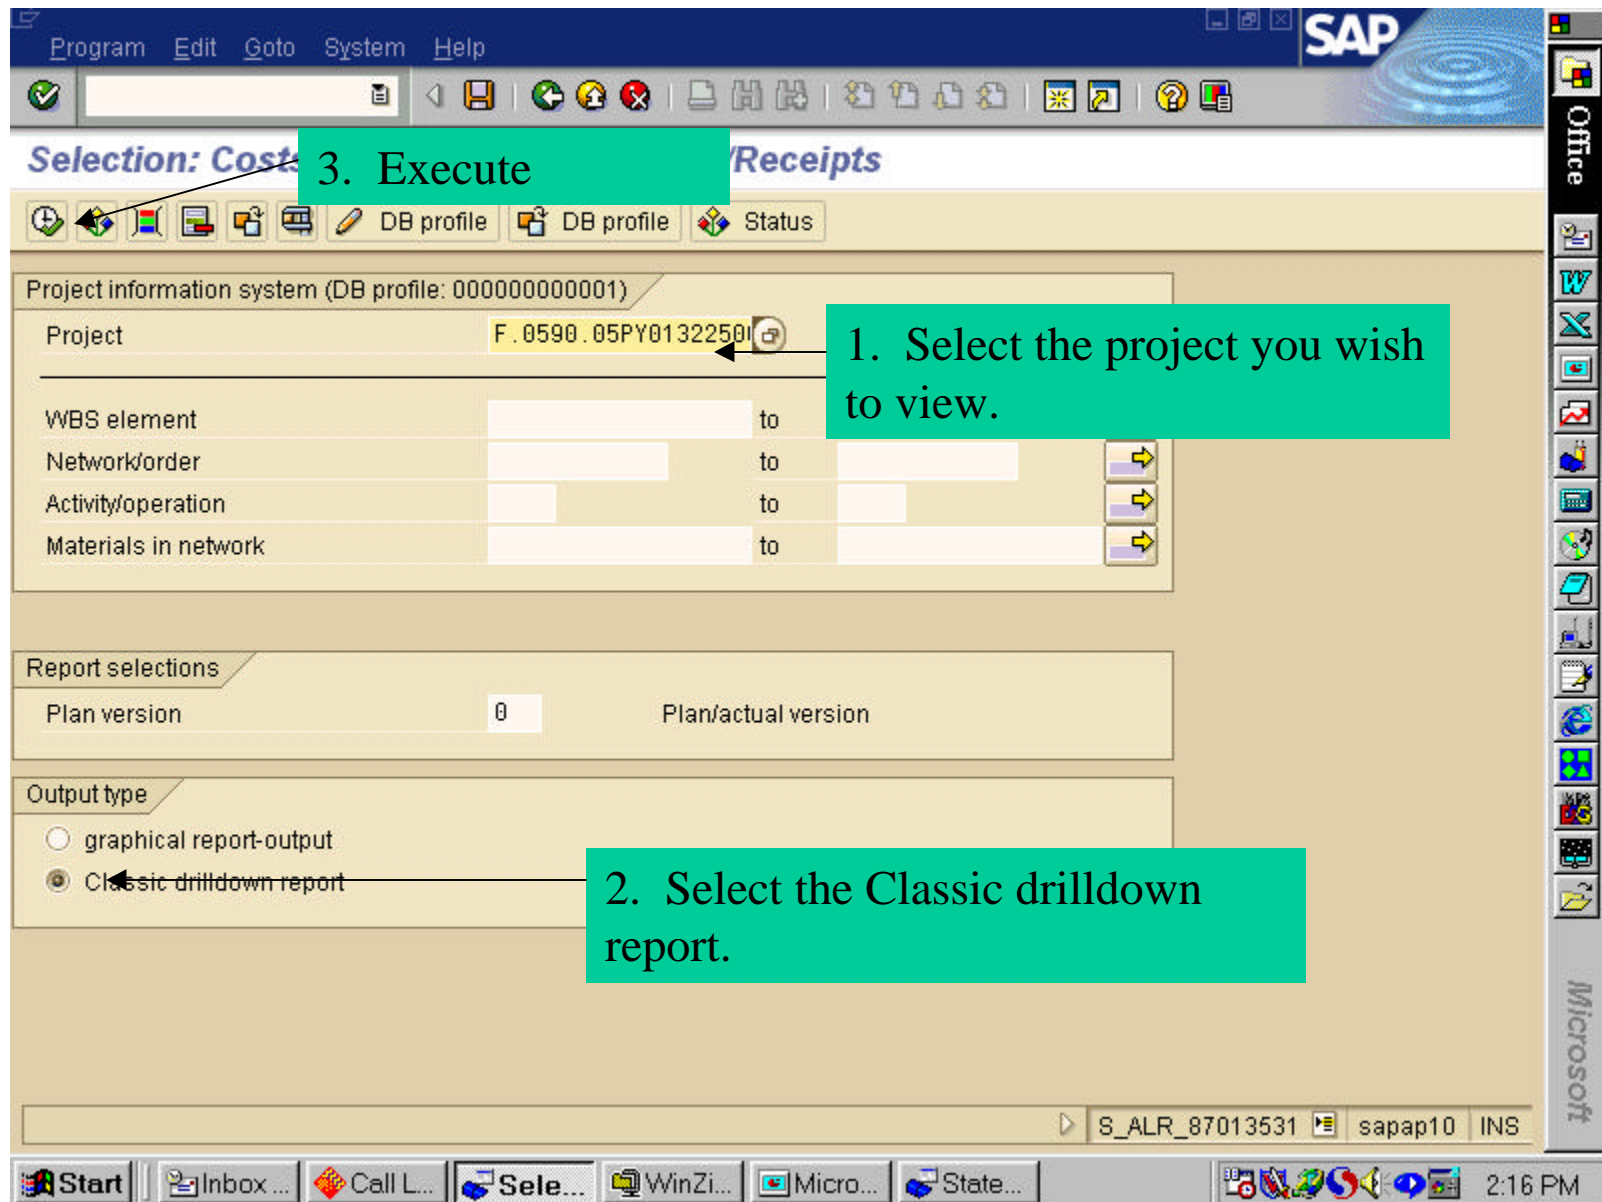 Program Edit Goto System Help
SAP
Selection: Costs
/Receipts
3. Execute
DB profile DB profile Status
Project information system (DB profile: 000000000001)
Project F.0590.05PY01322500
1. Select the project you wish
to view.
WBS element to
Network/order to
Activity/operation to
Materials in network to
Report selections
Plan version 0 Plan/actual version
Output type
graphical report-output
Classic drilldown report
2. Select the Classic drilldown
report.
S_ALR_87013531 sapap10 INS
Start Inbox ... Call L... Sele... WinZi... Micro... State... 2:16 PM
Office
Microsoft